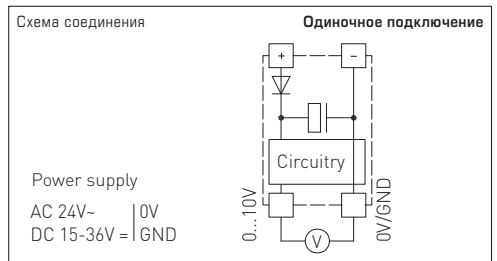 Схема соединения
Одиночное подключение
+ −
Circuitry
Power supply
AC 24V~ | 0V
DC 15-36V = | GND
0...10V
0V/GND
V